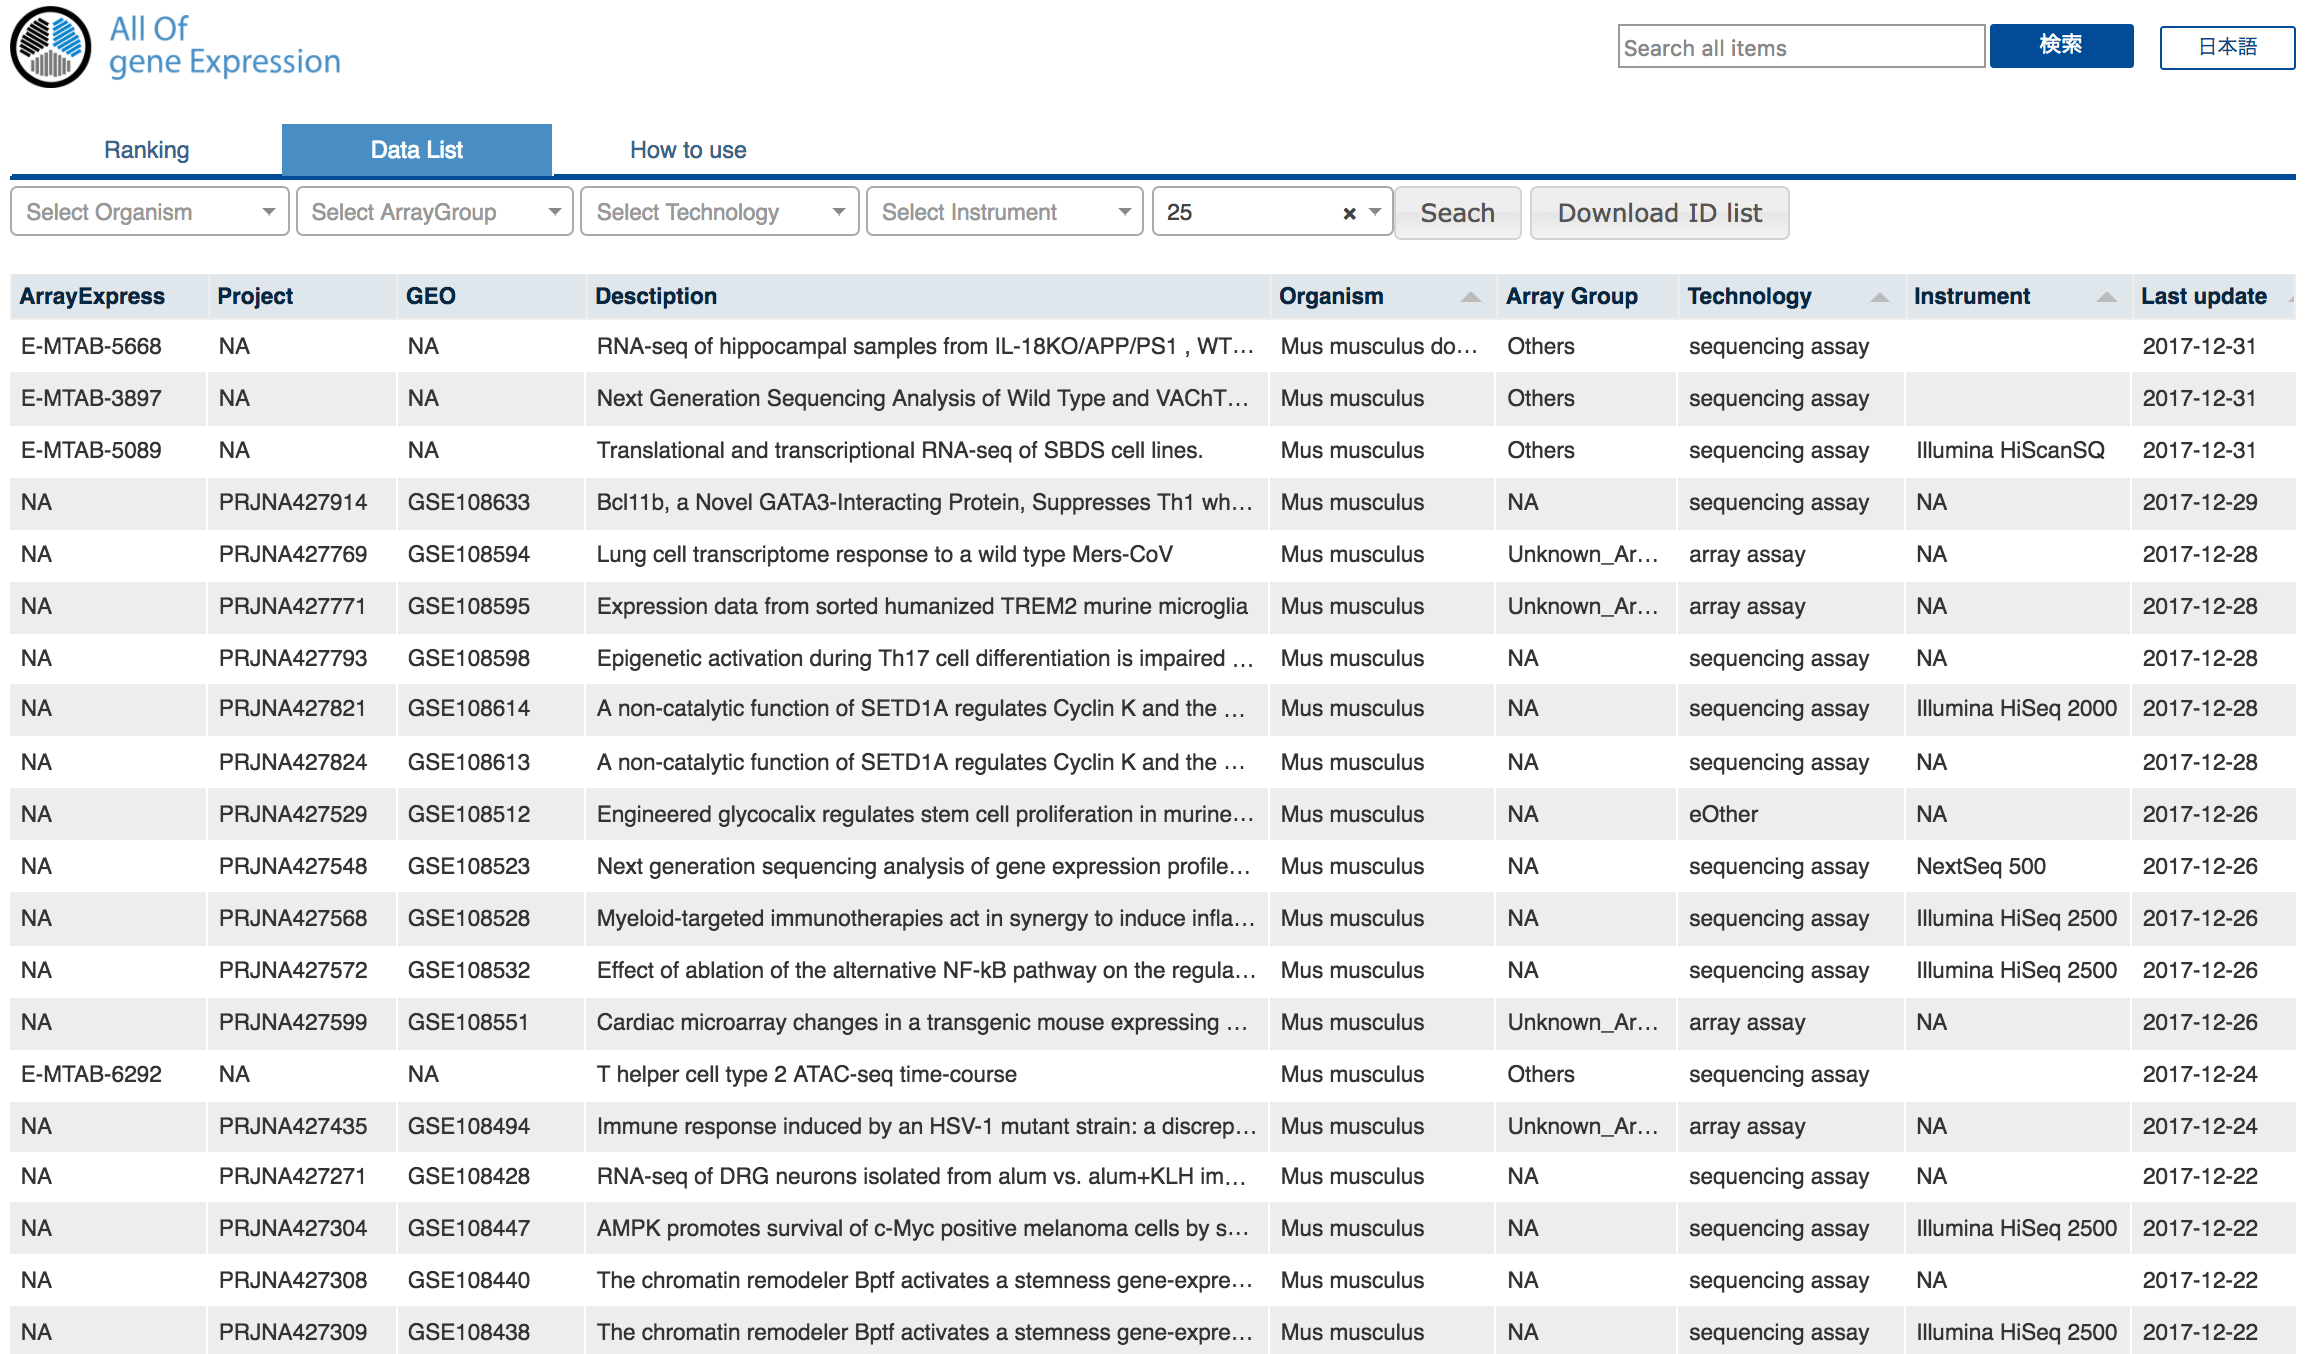 All Of
gene Expression
Search all items 検索 日本語
Ranking Data List How to use
Select Organism Select ArrayGroup Select Technology Select Instrument 25 × Seach Download ID list
ArrayExpress Project GEO Desctiption Organism Array Group Technology Instrument Last update
E-MTAB-5668 NA NA RNA-seq of hippocampal samples from IL-18KO/APP/PS1 , WT... Mus musculus do... Others sequencing assay 2017-12-31
E-MTAB-3897 NA NA Next Generation Sequencing Analysis of Wild Type and VAChT... Mus musculus Others sequencing assay 2017-12-31
E-MTAB-5089 NA NA Translational and transcriptional RNA-seq of SBDS cell lines. Mus musculus Others sequencing assay Illumina HiScanSQ 2017-12-31
NA PRJNA427914 GSE108633 Bcl11b, a Novel GATA3-Interacting Protein, Suppresses Th1 wh... Mus musculus NA sequencing assay NA 2017-12-29
NA PRJNA427769 GSE108594 Lung cell transcriptome response to a wild type Mers-CoV Mus musculus Unknown_Ar... array assay NA 2017-12-28
NA PRJNA427771 GSE108595 Expression data from sorted humanized TREM2 murine microglia Mus musculus Unknown_Ar... array assay NA 2017-12-28
NA PRJNA427793 GSE108598 Epigenetic activation during Th17 cell differentiation is impaired ... Mus musculus NA sequencing assay NA 2017-12-28
NA PRJNA427821 GSE108614 A non-catalytic function of SETD1A regulates Cyclin K and the ... Mus musculus NA sequencing assay Illumina HiSeq 2000 2017-12-28
NA PRJNA427824 GSE108613 A non-catalytic function of SETD1A regulates Cyclin K and the ... Mus musculus NA sequencing assay NA 2017-12-28
NA PRJNA427529 GSE108512 Engineered glycocalix regulates stem cell proliferation in murine... Mus musculus NA eOther NA 2017-12-26
NA PRJNA427548 GSE108523 Next generation sequencing analysis of gene expression profile... Mus musculus NA sequencing assay NextSeq 500 2017-12-26
NA PRJNA427568 GSE108528 Myeloid-targeted immunotherapies act in synergy to induce infla... Mus musculus NA sequencing assay Illumina HiSeq 2500 2017-12-26
NA PRJNA427572 GSE108532 Effect of ablation of the alternative NF-kB pathway on the regula... Mus musculus NA sequencing assay Illumina HiSeq 2500 2017-12-26
NA PRJNA427599 GSE108551 Cardiac microarray changes in a transgenic mouse expressing ... Mus musculus Unknown_Ar... array assay NA 2017-12-26
E-MTAB-6292 NA NA T helper cell type 2 ATAC-seq time-course Mus musculus Others sequencing assay 2017-12-24
NA PRJNA427435 GSE108494 Immune response induced by an HSV-1 mutant strain: a discrep... Mus musculus Unknown_Ar... array assay NA 2017-12-24
NA PRJNA427271 GSE108428 RNA-seq of DRG neurons isolated from alum vs. alum+KLH im... Mus musculus NA sequencing assay NA 2017-12-22
NA PRJNA427304 GSE108447 AMPK promotes survival of c-Myc positive melanoma cells by s... Mus musculus NA sequencing assay Illumina HiSeq 2500 2017-12-22
NA PRJNA427308 GSE108440 The chromatin remodeler Bptf activates a stemness gene-expre... Mus musculus NA sequencing assay NA 2017-12-22
NA PRJNA427309 GSE108438 The chromatin remodeler Bptf activates a stemness gene-expre... Mus musculus NA sequencing assay Illumina HiSeq 2500 2017-12-22